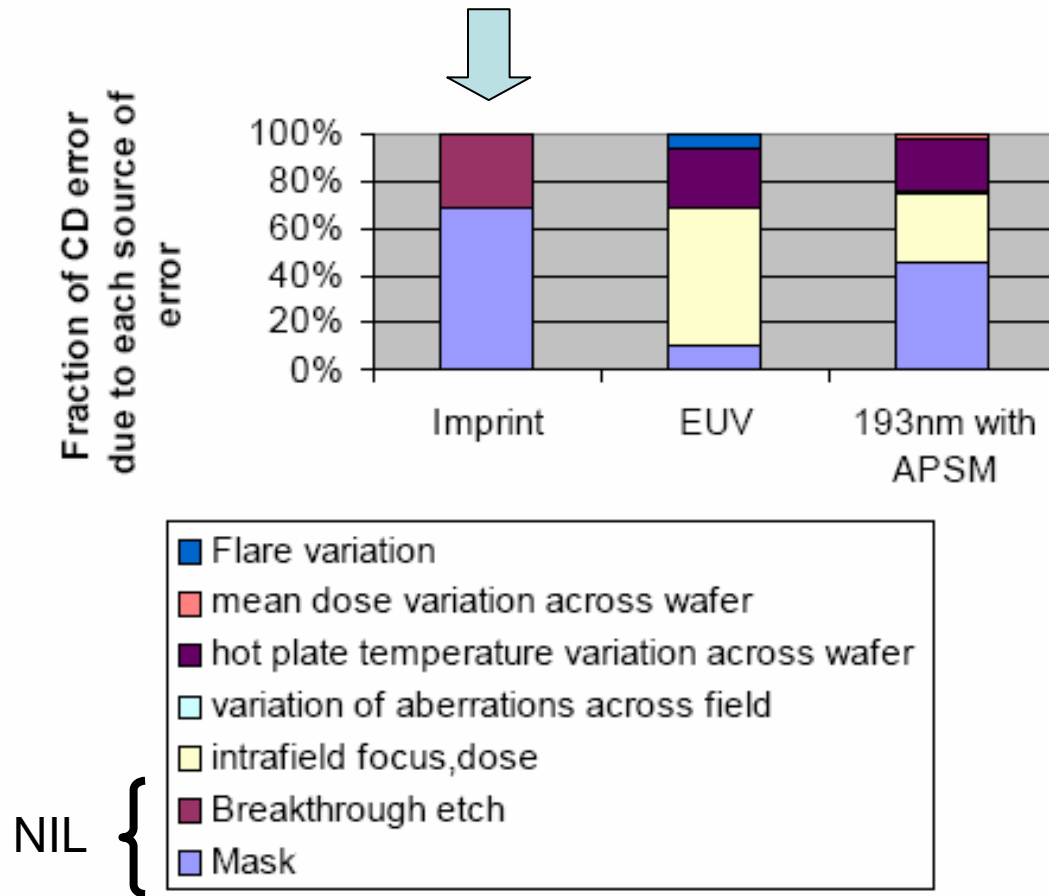 Fraction of CD error
due to each source of
error
100%
80%
60%
40%
20%
0%
Imprint
EUV
193nm with
APSM
Flare variation
mean dose variation across wafer
hot plate temperature variation across wafer
variation of aberrations across field
intrafield focus,dose
Breakthrough etch
Mask
NIL